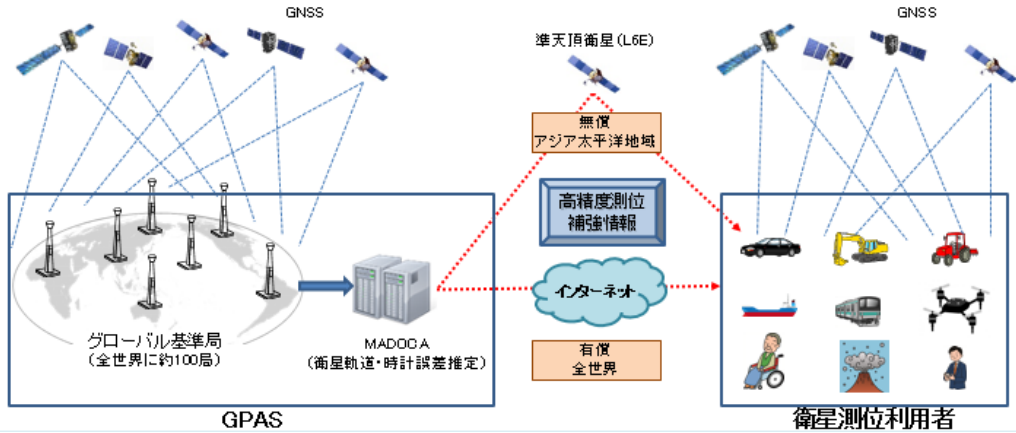 GNSS
GNSS
準天頂衛星(L6E)
無償
アジア太平洋地域
高精度測位
補強情報
インターネット
グローバル基準局
(全世界に約100局)
MADOCA
(衛星軌道・時計誤差推定)
有償
全世界
GPAS
衛星測位利用者